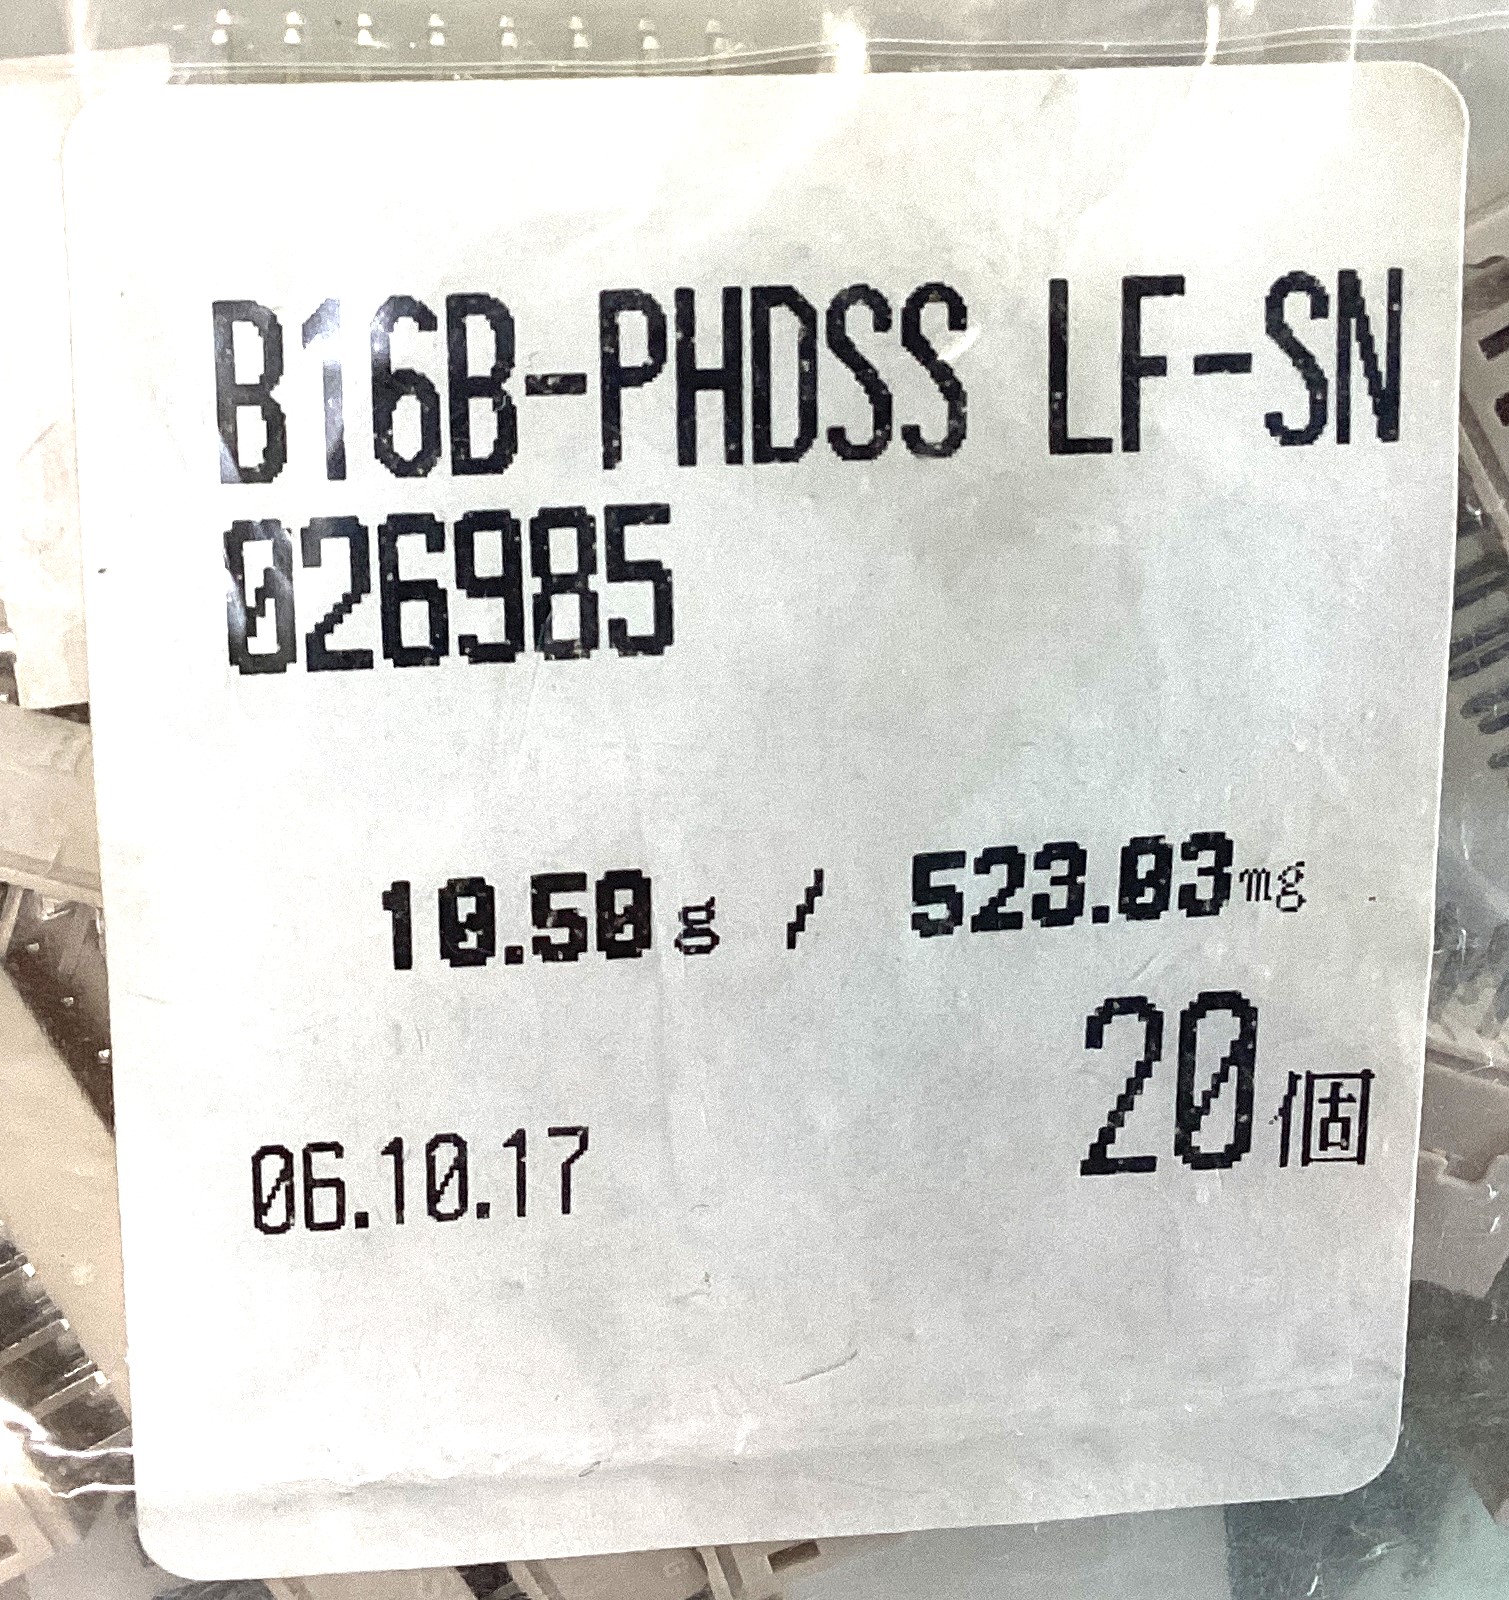 B16B-PHDSS LF-SN
026985
10.50g / 523.03mg
20個
06.10.17